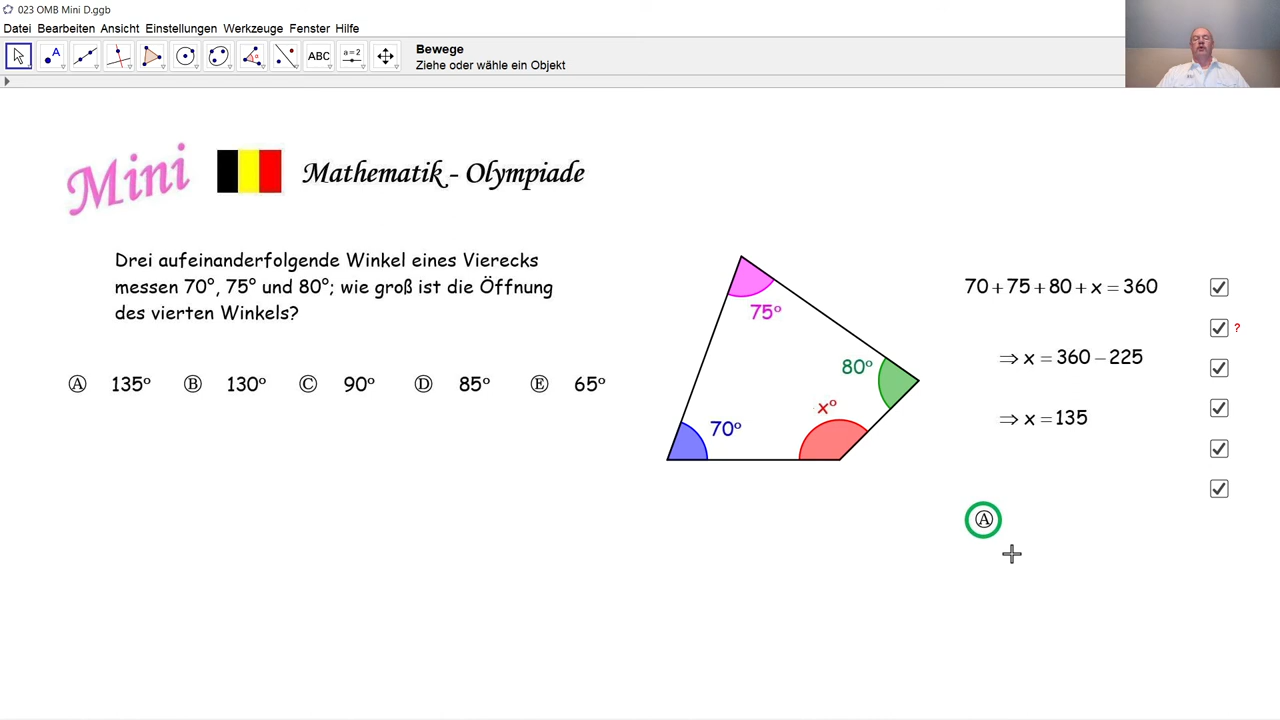 023 OMB Mini D.ggb
Datei Bearbeiten Ansicht Einstellungen Werkzeuge Fenster Hilfe
A
ABC
a=2
Bewege
Ziehe oder wähle ein Objekt
Mini
Mathematik - Olympiade
Drei aufeinanderfolgende Winkel eines Vierecks
messen 70°, 75° und 80°; wie groß ist die Öffnung
des vierten Winkels?
Ⓐ 135° Ⓑ 130° Ⓒ 90° Ⓓ 85° Ⓔ 65°
75°
80°
x°
70°
70 + 75 + 80 + x = 360
?
⇒ x = 360 − 225
⇒ x = 135
Ⓐ